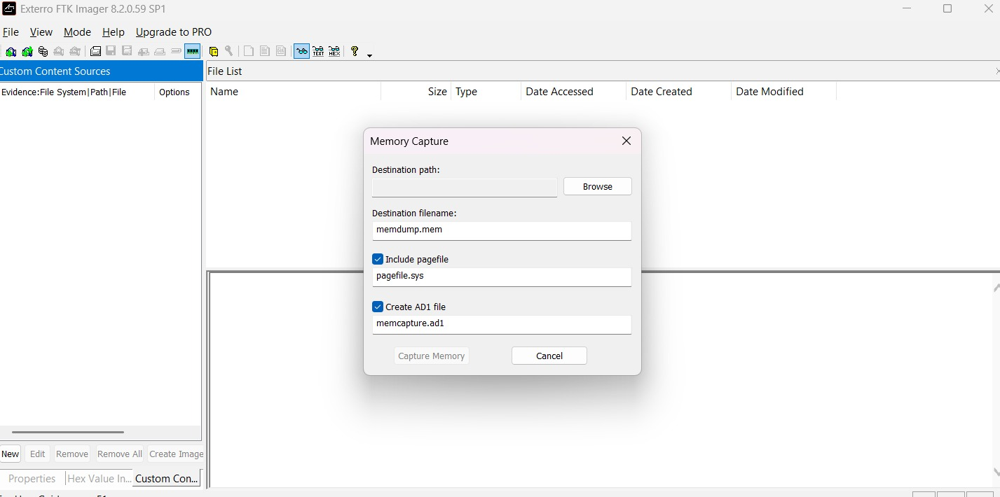 Exterro FTK Imager 8.2.0.59 SP1
File View Mode Help Upgrade to PRO
TEXT HEX
Custom Content Sources
File List
Evidence:File System|Path|File Options
Name Size Type Date Accessed Date Created Date Modified
Memory Capture
Destination path:
Browse
Destination filename:
memdump.mem
Include pagefile
pagefile.sys
Create AD1 file
memcapture.ad1
Capture Memory Cancel
New Edit Remove Remove All Create Image
Properties Hex Value In... Custom Con...